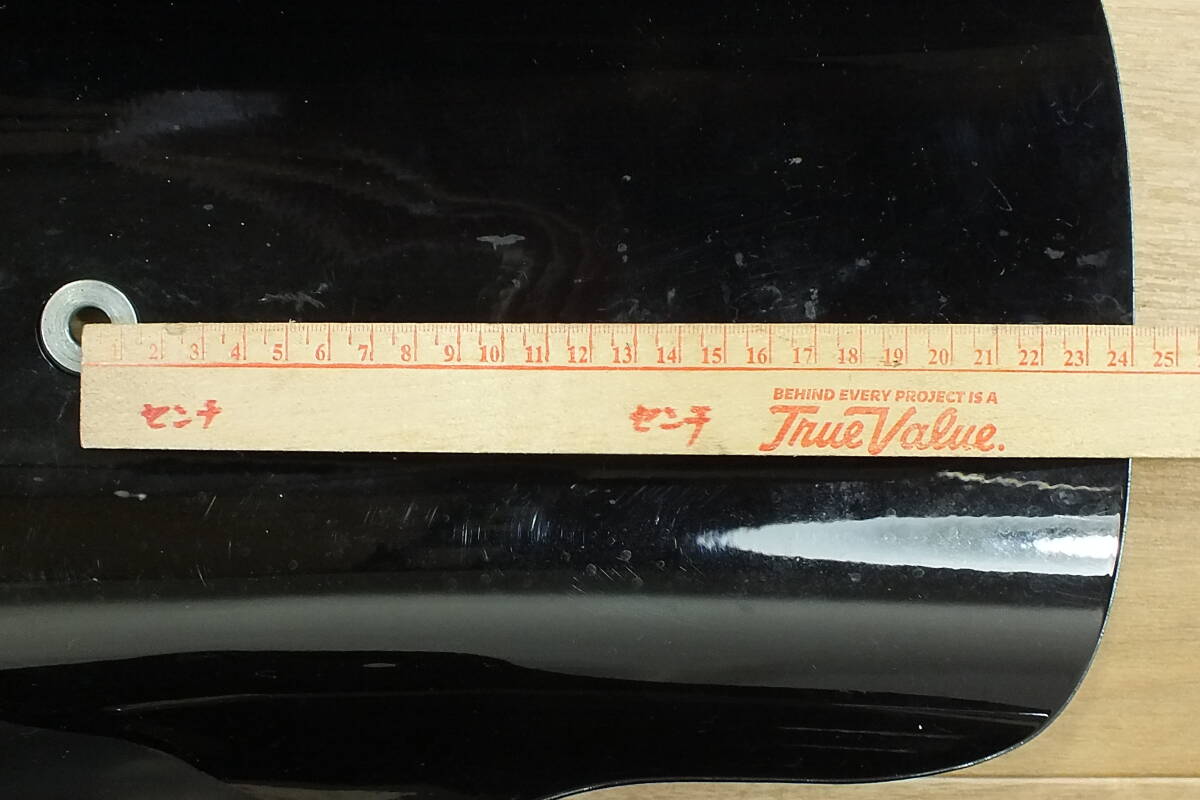 1 2 3 4 5 6 7 8 9 10 11 12 13 14 15 16 17 18 19 20 21 22 23 24 25
センチ センチ
BEHIND EVERY PROJECT IS A
True Value.